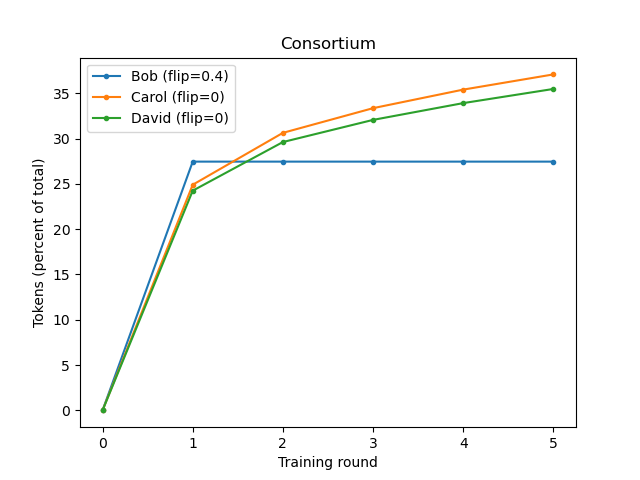 Consortium
Bob (flip=0.4)
Carol (flip=0)
David (flip=0)
Tokens (percent of total)
35
30
25
20
15
10
5
0
0 1 2 3 4 5
Training round